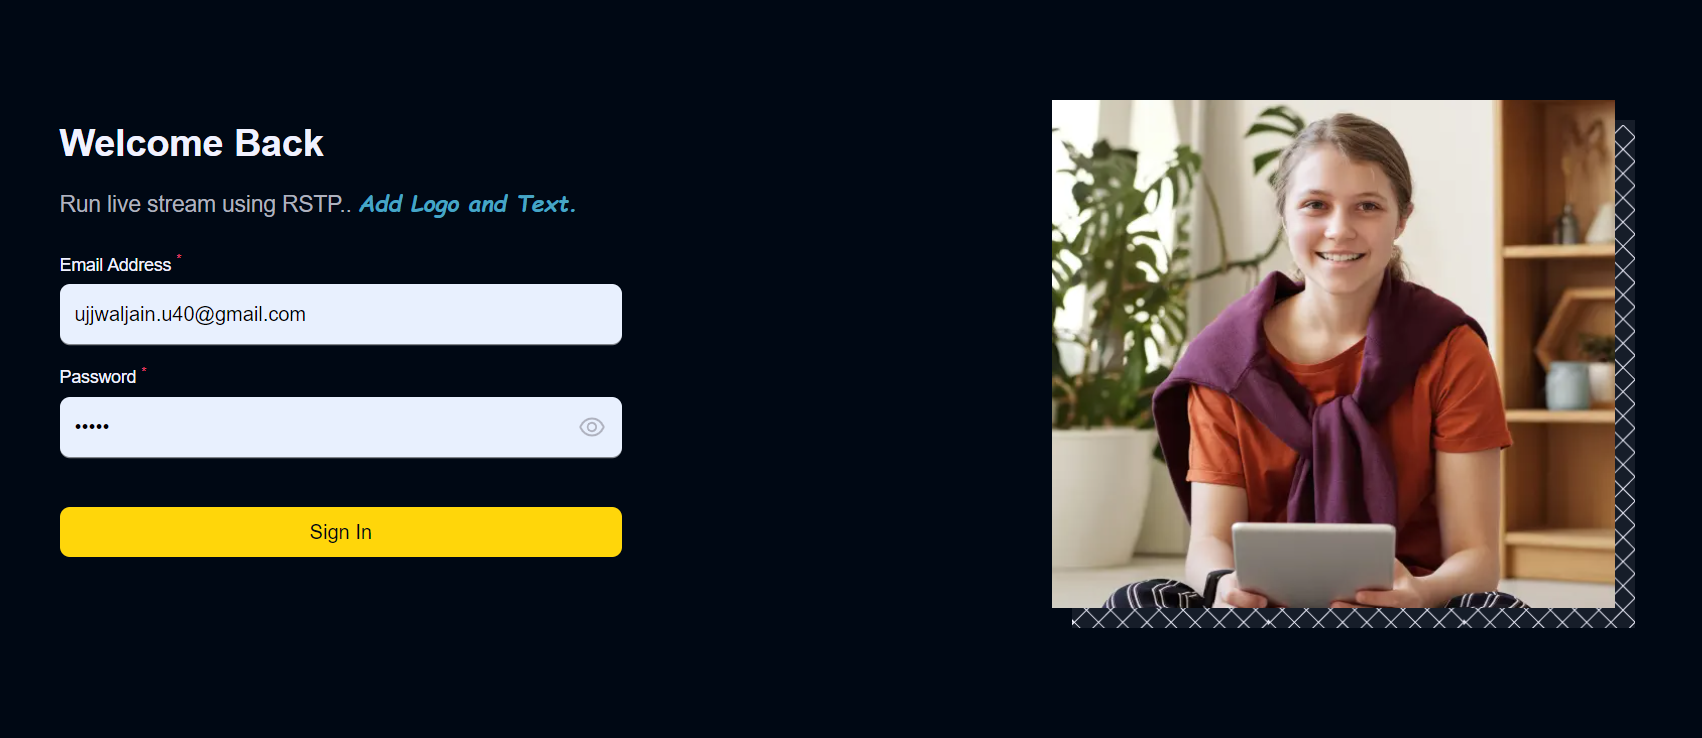 Welcome Back
Run live stream using RSTP.. Add Logo and Text.
Email Address *
ujjwaljain.u40@gmail.com
Password *
•••••
Sign In